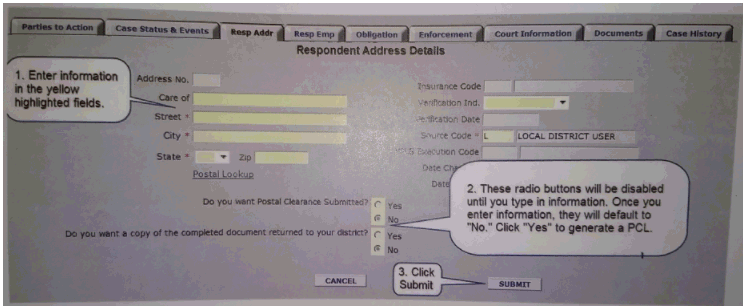 Parties to Action
Case Status & Events
Resp Addr
Resp Emp
Obligation
Enforcement
Court Information
Documents
Case History
Respondent Address Details
1. Enter information
in the yellow
highlighted fields.
Address No.
Care of
Street *
City *
State *
Zip
Postal Lookup
Insurance Code
Verification Ind.
Verification Date
Source Code * L LOCAL DISTRICT USER
Execution Code
Date
Date
2. These radio buttons will be disabled
until you type in information. Once you
enter information, they will default to
"No." Click "Yes" to generate a PCL.
Do you want Postal Clearance Submitted?
Yes
No
Do you want a copy of the completed document returned to your district?
Yes
No
CANCEL
3. Click
Submit
SUBMIT